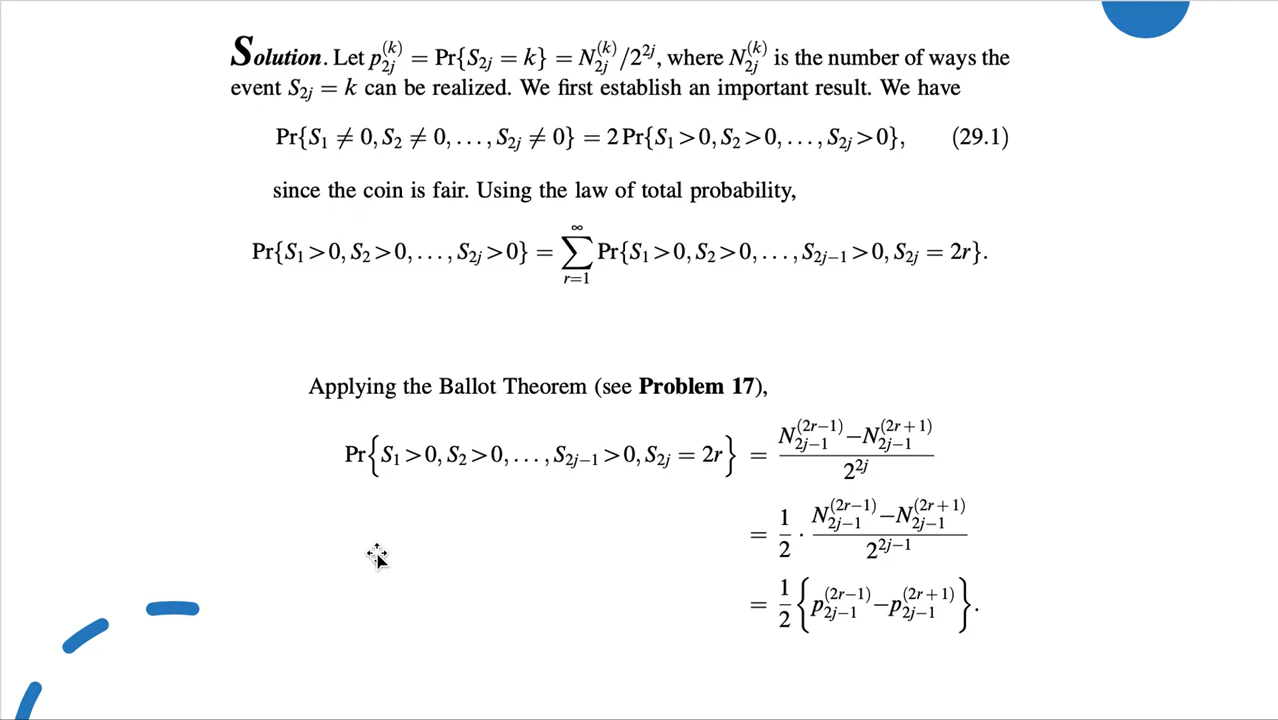 Solution. Let p_{2j}^{(k)} = Pr{S_{2j} = k} = N_{2j}^{(k)}/2^{2j}, where N_{2j}^{(k)} is the number of ways the
event S_{2j} = k can be realized. We first establish an important result. We have
Pr{S_1 ≠ 0, S_2 ≠ 0, . . . , S_{2j} ≠ 0} = 2 Pr{S_1 > 0, S_2 > 0, . . . , S_{2j} > 0}, (29.1)
since the coin is fair. Using the law of total probability,
Pr{S_1 > 0, S_2 > 0, . . . , S_{2j} > 0} = ∑_{r=1}^{∞} Pr{S_1 > 0, S_2 > 0, . . . , S_{2j−1} > 0, S_{2j} = 2r}.
Applying the Ballot Theorem (see Problem 17),
Pr{S_1 > 0, S_2 > 0, . . . , S_{2j−1} > 0, S_{2j} = 2r} = \frac{N_{2j−1}^{(2r−1)} − N_{2j−1}^{(2r+1)}}{2^{2j}}
= \frac{1}{2} · \frac{N_{2j−1}^{(2r−1)} − N_{2j−1}^{(2r+1)}}{2^{2j−1}}
= \frac{1}{2} {p_{2j−1}^{(2r−1)} − p_{2j−1}^{(2r+1)}}.